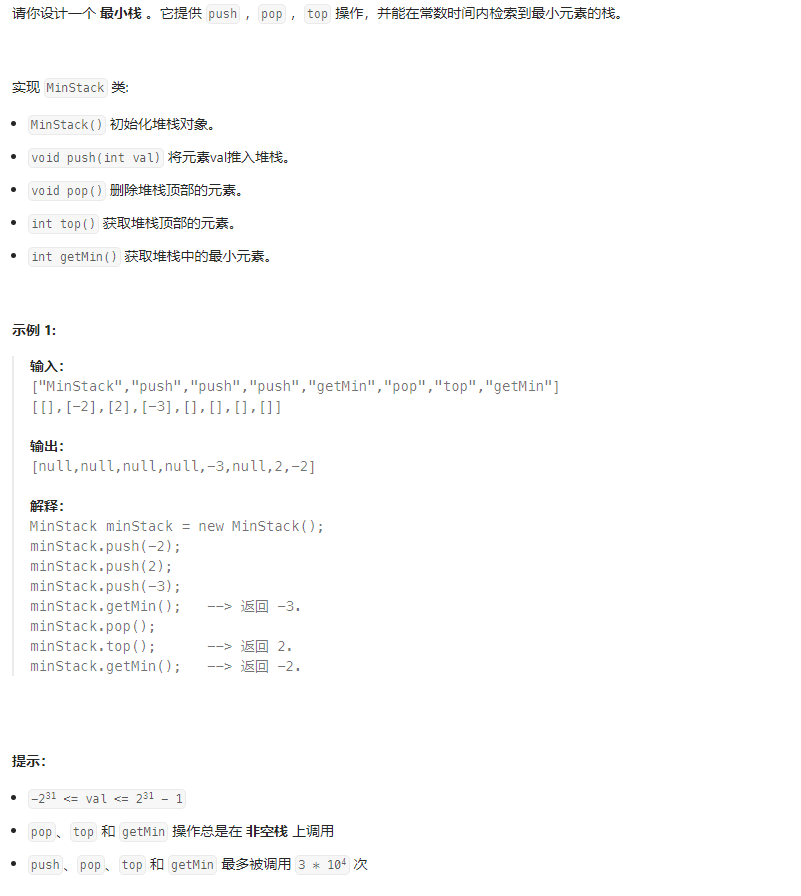 请你设计一个 最小栈 。它提供 push ，pop ，top 操作，并能在常数时间内检索到最小元素的栈。
实现 MinStack 类:
MinStack() 初始化堆栈对象。
void push(int val) 将元素val推入堆栈。
void pop() 删除堆栈顶部的元素。
int top() 获取堆栈顶部的元素。
int getMin() 获取堆栈中的最小元素。
示例 1:
输入：
["MinStack","push","push","push","getMin","pop","top","getMin"]
[[],[-2],[2],[-3],[],[],[],[]]
输出：
[null,null,null,null,-3,null,2,-2]
解释：
MinStack minStack = new MinStack();
minStack.push(-2);
minStack.push(2);
minStack.push(-3);
minStack.getMin();   --> 返回 -3.
minStack.pop();
minStack.top();      --> 返回 2.
minStack.getMin();   --> 返回 -2.
提示：
-2³¹ <= val <= 2³¹ - 1
pop、top 和 getMin 操作总是在 非空栈 上调用
push、pop、top 和 getMin 最多被调用 3 * 10⁴ 次